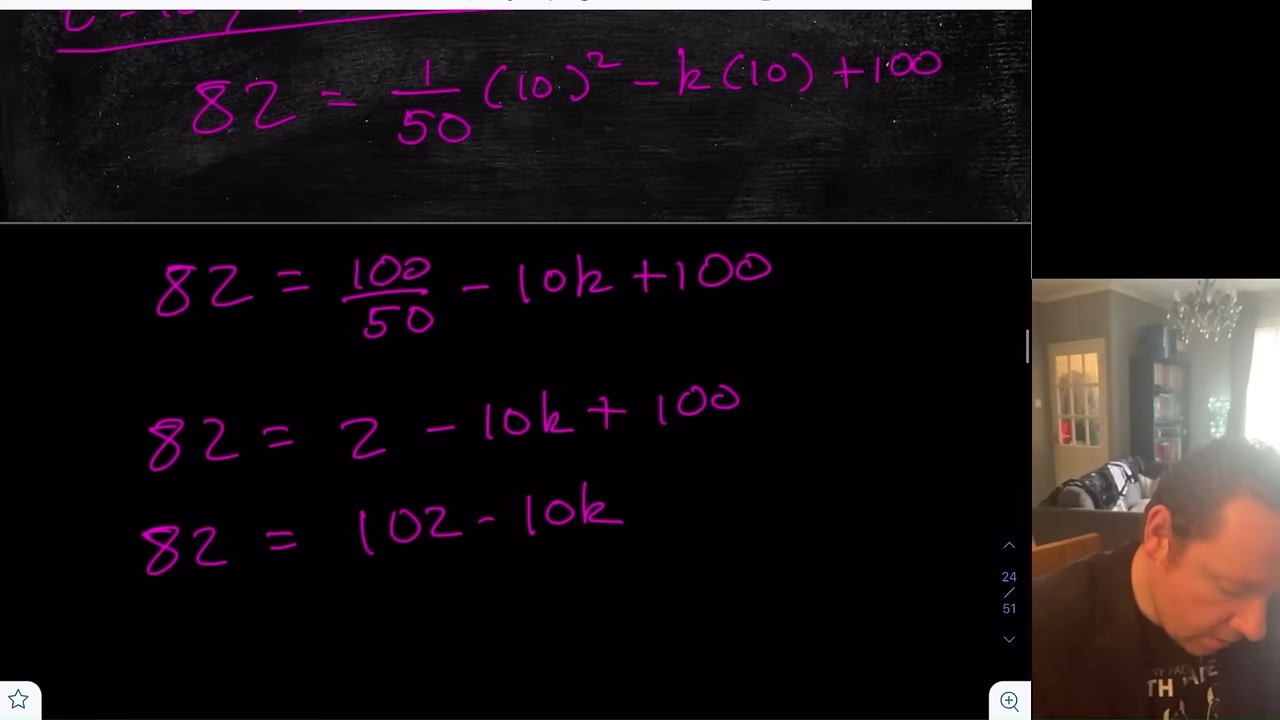 82 = 1/50 (10)² - k(10) + 100
82 = 100/50 - 10k + 100
82 = 2 - 10k + 100
82 = 102 - 10k
24
/
51